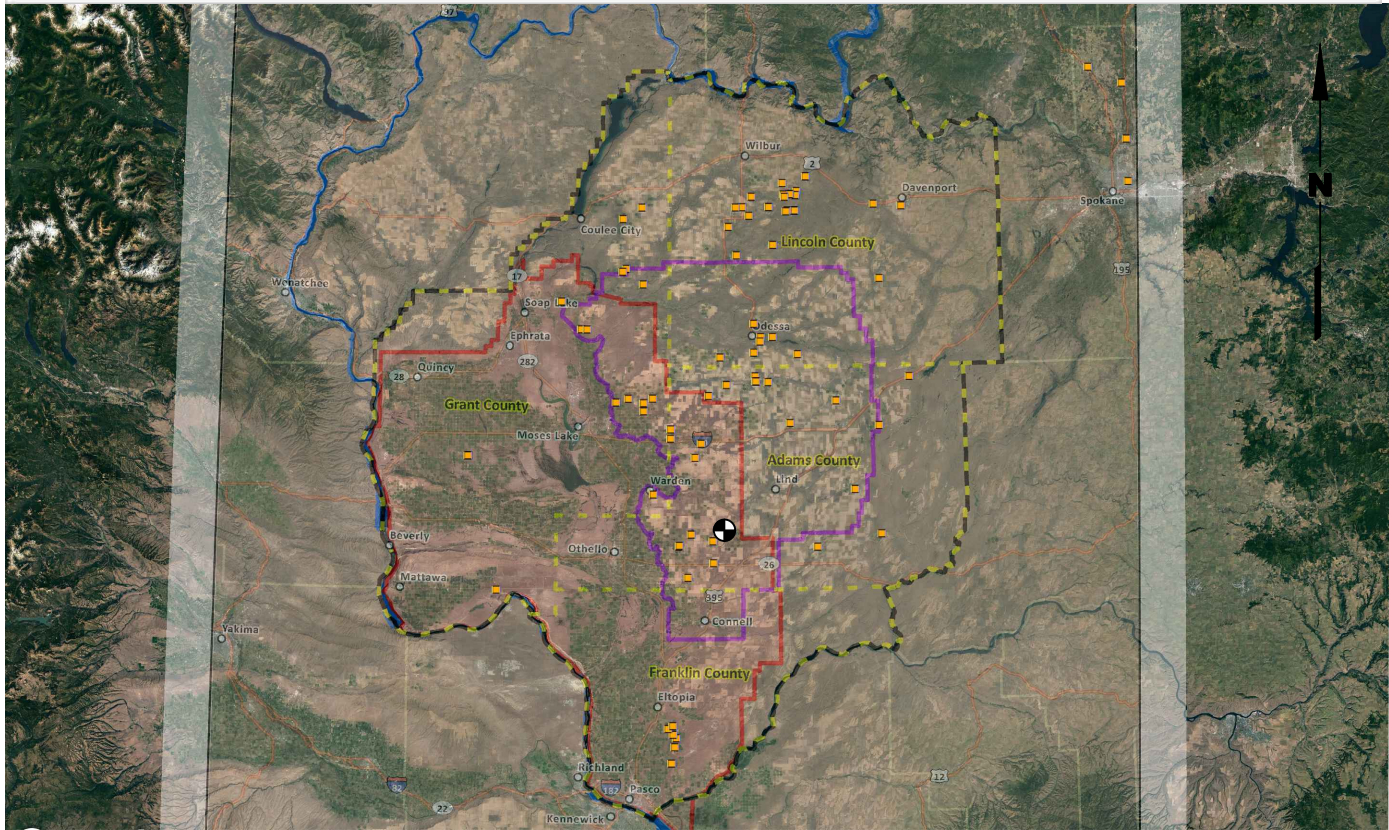 97
Wilbur
2
Davenport
Spokane
N
Coulee City
Lincoln County
17
195
Wenatchee
Soap Lake
Odessa
Ephrata
282
28
Quincy
Grant County
Moses Lake
Adams County
Warden
Lind
Beverly
Othello
26
Mattawa
395
Connell
Yakima
Franklin County
Eltopia
Richland
82
182
12
Pasco
22
Kennewick